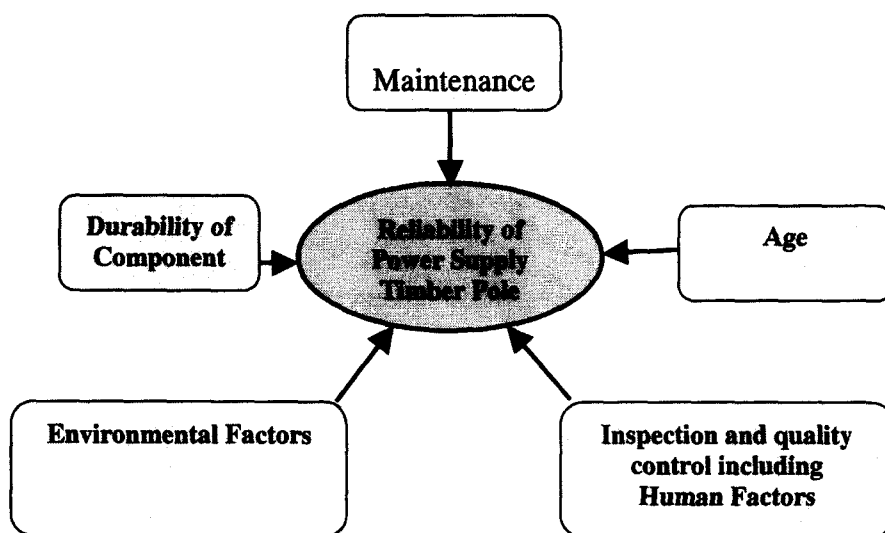 Maintenance
Durability of
Component
Reliability of
Power Supply
Timber Pole
Age
Environmental Factors
Inspection and quality
control including
Human Factors